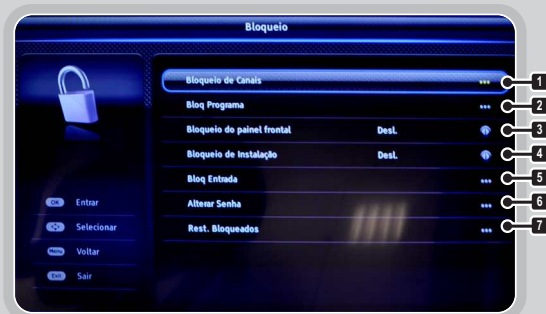 Bloqueio
Bloqueio de Canais ... 1
Bloq Programa ... 2
Bloqueio do painel frontal Desl. 3
Bloqueio de Instalação Desl. 4
Bloq Entrada ... 5
Alterar Senha ... 6
Rest. Bloqueados ... 7
OK Entrar
Selecionar
Menu Voltar
Exit Sair